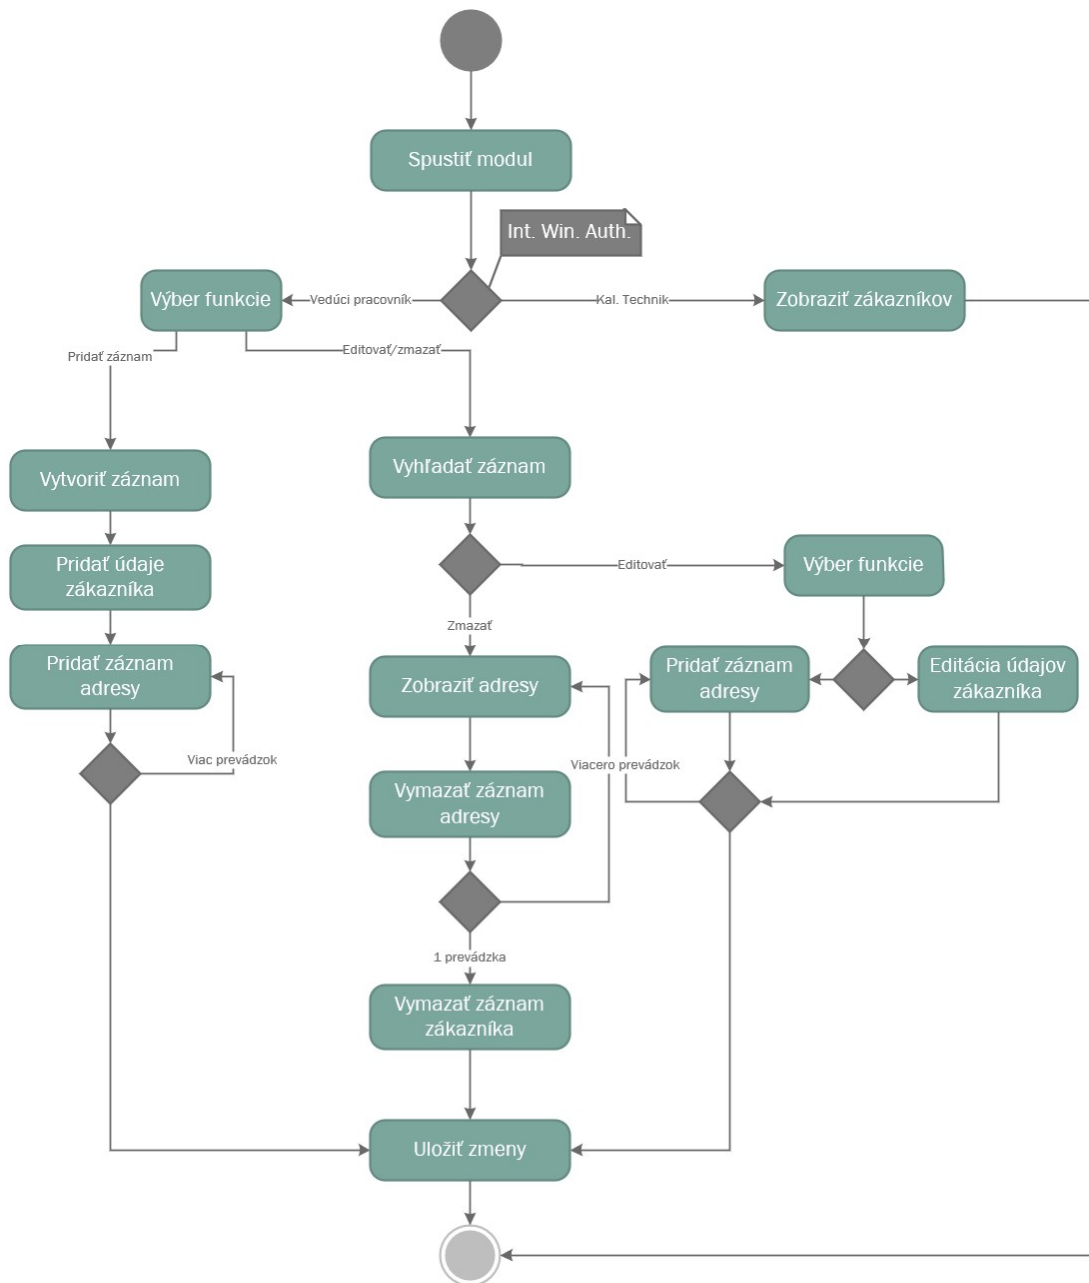 Spustiť modul
Int. Win. Auth.
Výber funkcie
Vedúci pracovník
Kal. Technik
Zobraziť zákazníkov
Pridať záznam
Editovať/zmazať
Vytvoriť záznam
Vyhľadať záznam
Pridať údaje
zákazníka
Editovať
Výber funkcie
Zmazať
Pridať záznam
adresy
Zobraziť adresy
Pridať záznam
adresy
Editácia údajov
zákazníka
Viac prevádzok
Viacero prevádzok
Vymazať záznam
adresy
1 prevádzka
Vymazať záznam
zákazníka
Uložiť zmeny